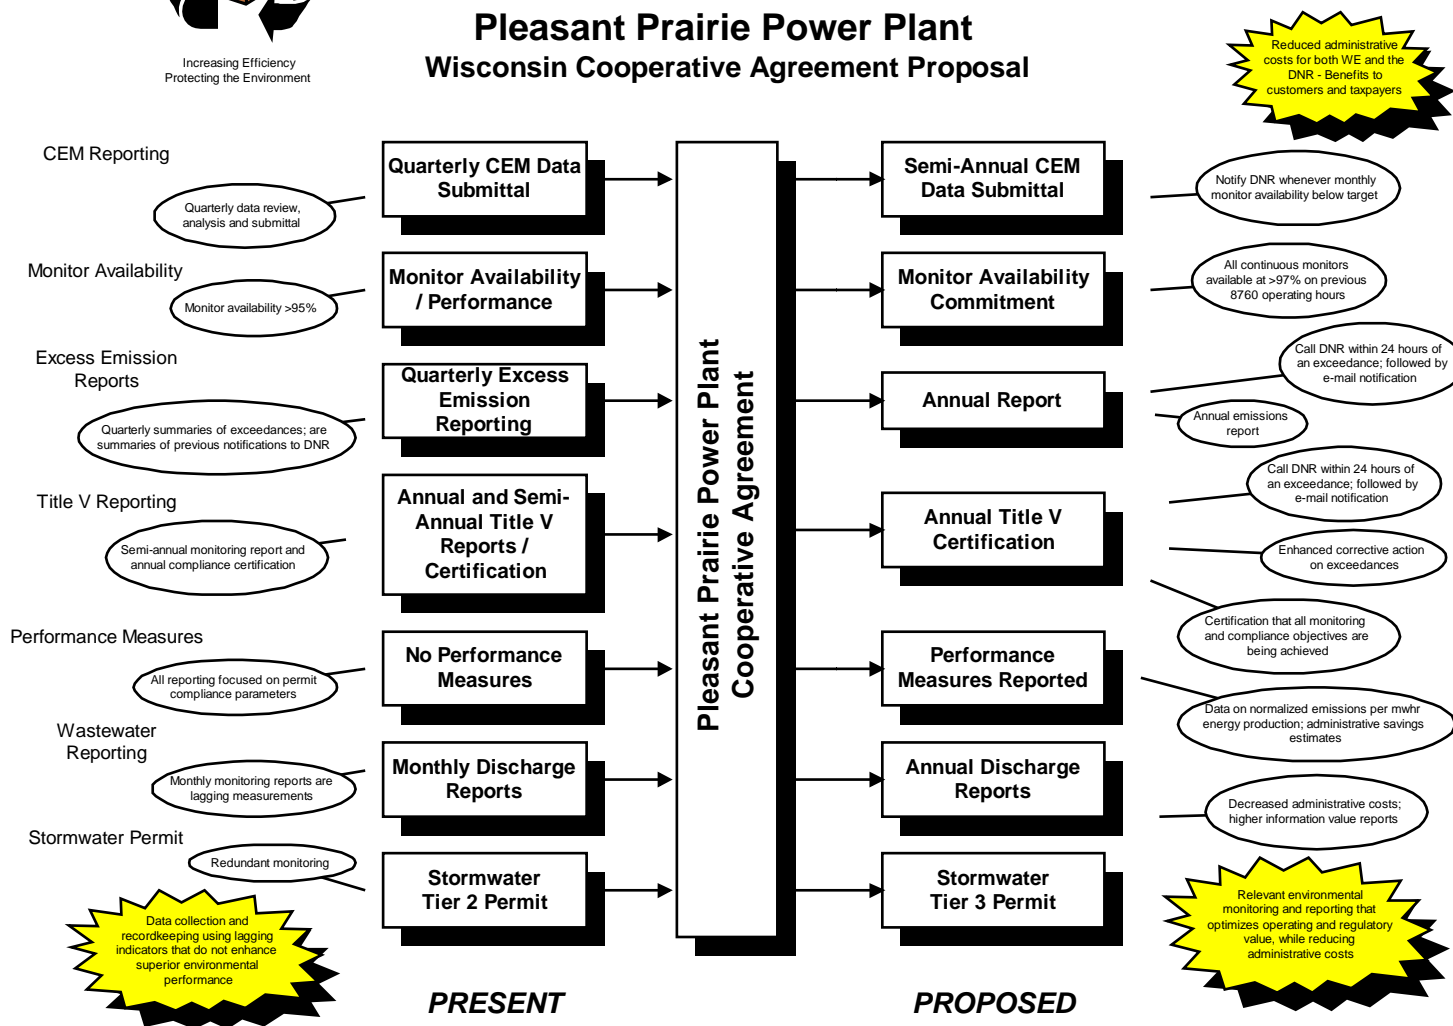 Pleasant Prairie Power Plant
Wisconsin Cooperative Agreement Proposal
Increasing Efficiency
Protecting the Environment
Reduced administrative
costs for both WE and the
DNR - Benefits to
customers and taxpayers
CEM Reporting
Quarterly data review,
analysis and submittal
Quarterly CEM Data
Submittal
Semi-Annual CEM
Data Submittal
Notify DNR whenever monthly
monitor availability below target
Monitor Availability
Monitor availability >95%
Monitor Availability
/ Performance
Monitor Availability
Commitment
All continuous monitors
available at >97% on previous
8760 operating hours
Excess Emission
Reports
Quarterly summaries of exceedances; are
summaries of previous notifications to DNR
Quarterly Excess
Emission
Reporting
Annual Report
Call DNR within 24 hours of
an exceedance; followed by
e-mail notification
Annual emissions
report
Title V Reporting
Semi-annual monitoring report and
annual compliance certification
Annual and Semi-
Annual Title V
Reports /
Certification
Annual Title V
Certification
Call DNR within 24 hours of
an exceedance; followed by
e-mail notification
Enhanced corrective action
on exceedances
Certification that all monitoring
and compliance objectives are
being achieved
Pleasant Prairie Power Plant
Cooperative Agreement
Performance Measures
All reporting focused on permit
compliance parameters
No Performance
Measures
Performance
Measures Reported
Data on normalized emissions per mwhr
energy production; administrative savings
estimates
Wastewater
Reporting
Monthly monitoring reports are
lagging measurements
Monthly Discharge
Reports
Annual Discharge
Reports
Decreased administrative costs;
higher information value reports
Stormwater Permit
Redundant monitoring
Stormwater
Tier 2 Permit
Stormwater
Tier 3 Permit
Data collection and
recordkeeping using lagging
indicators that do not enhance
superior environmental
performance
Relevant environmental
monitoring and reporting that
optimizes operating and regulatory
value, while reducing
administrative costs
PRESENT
PROPOSED